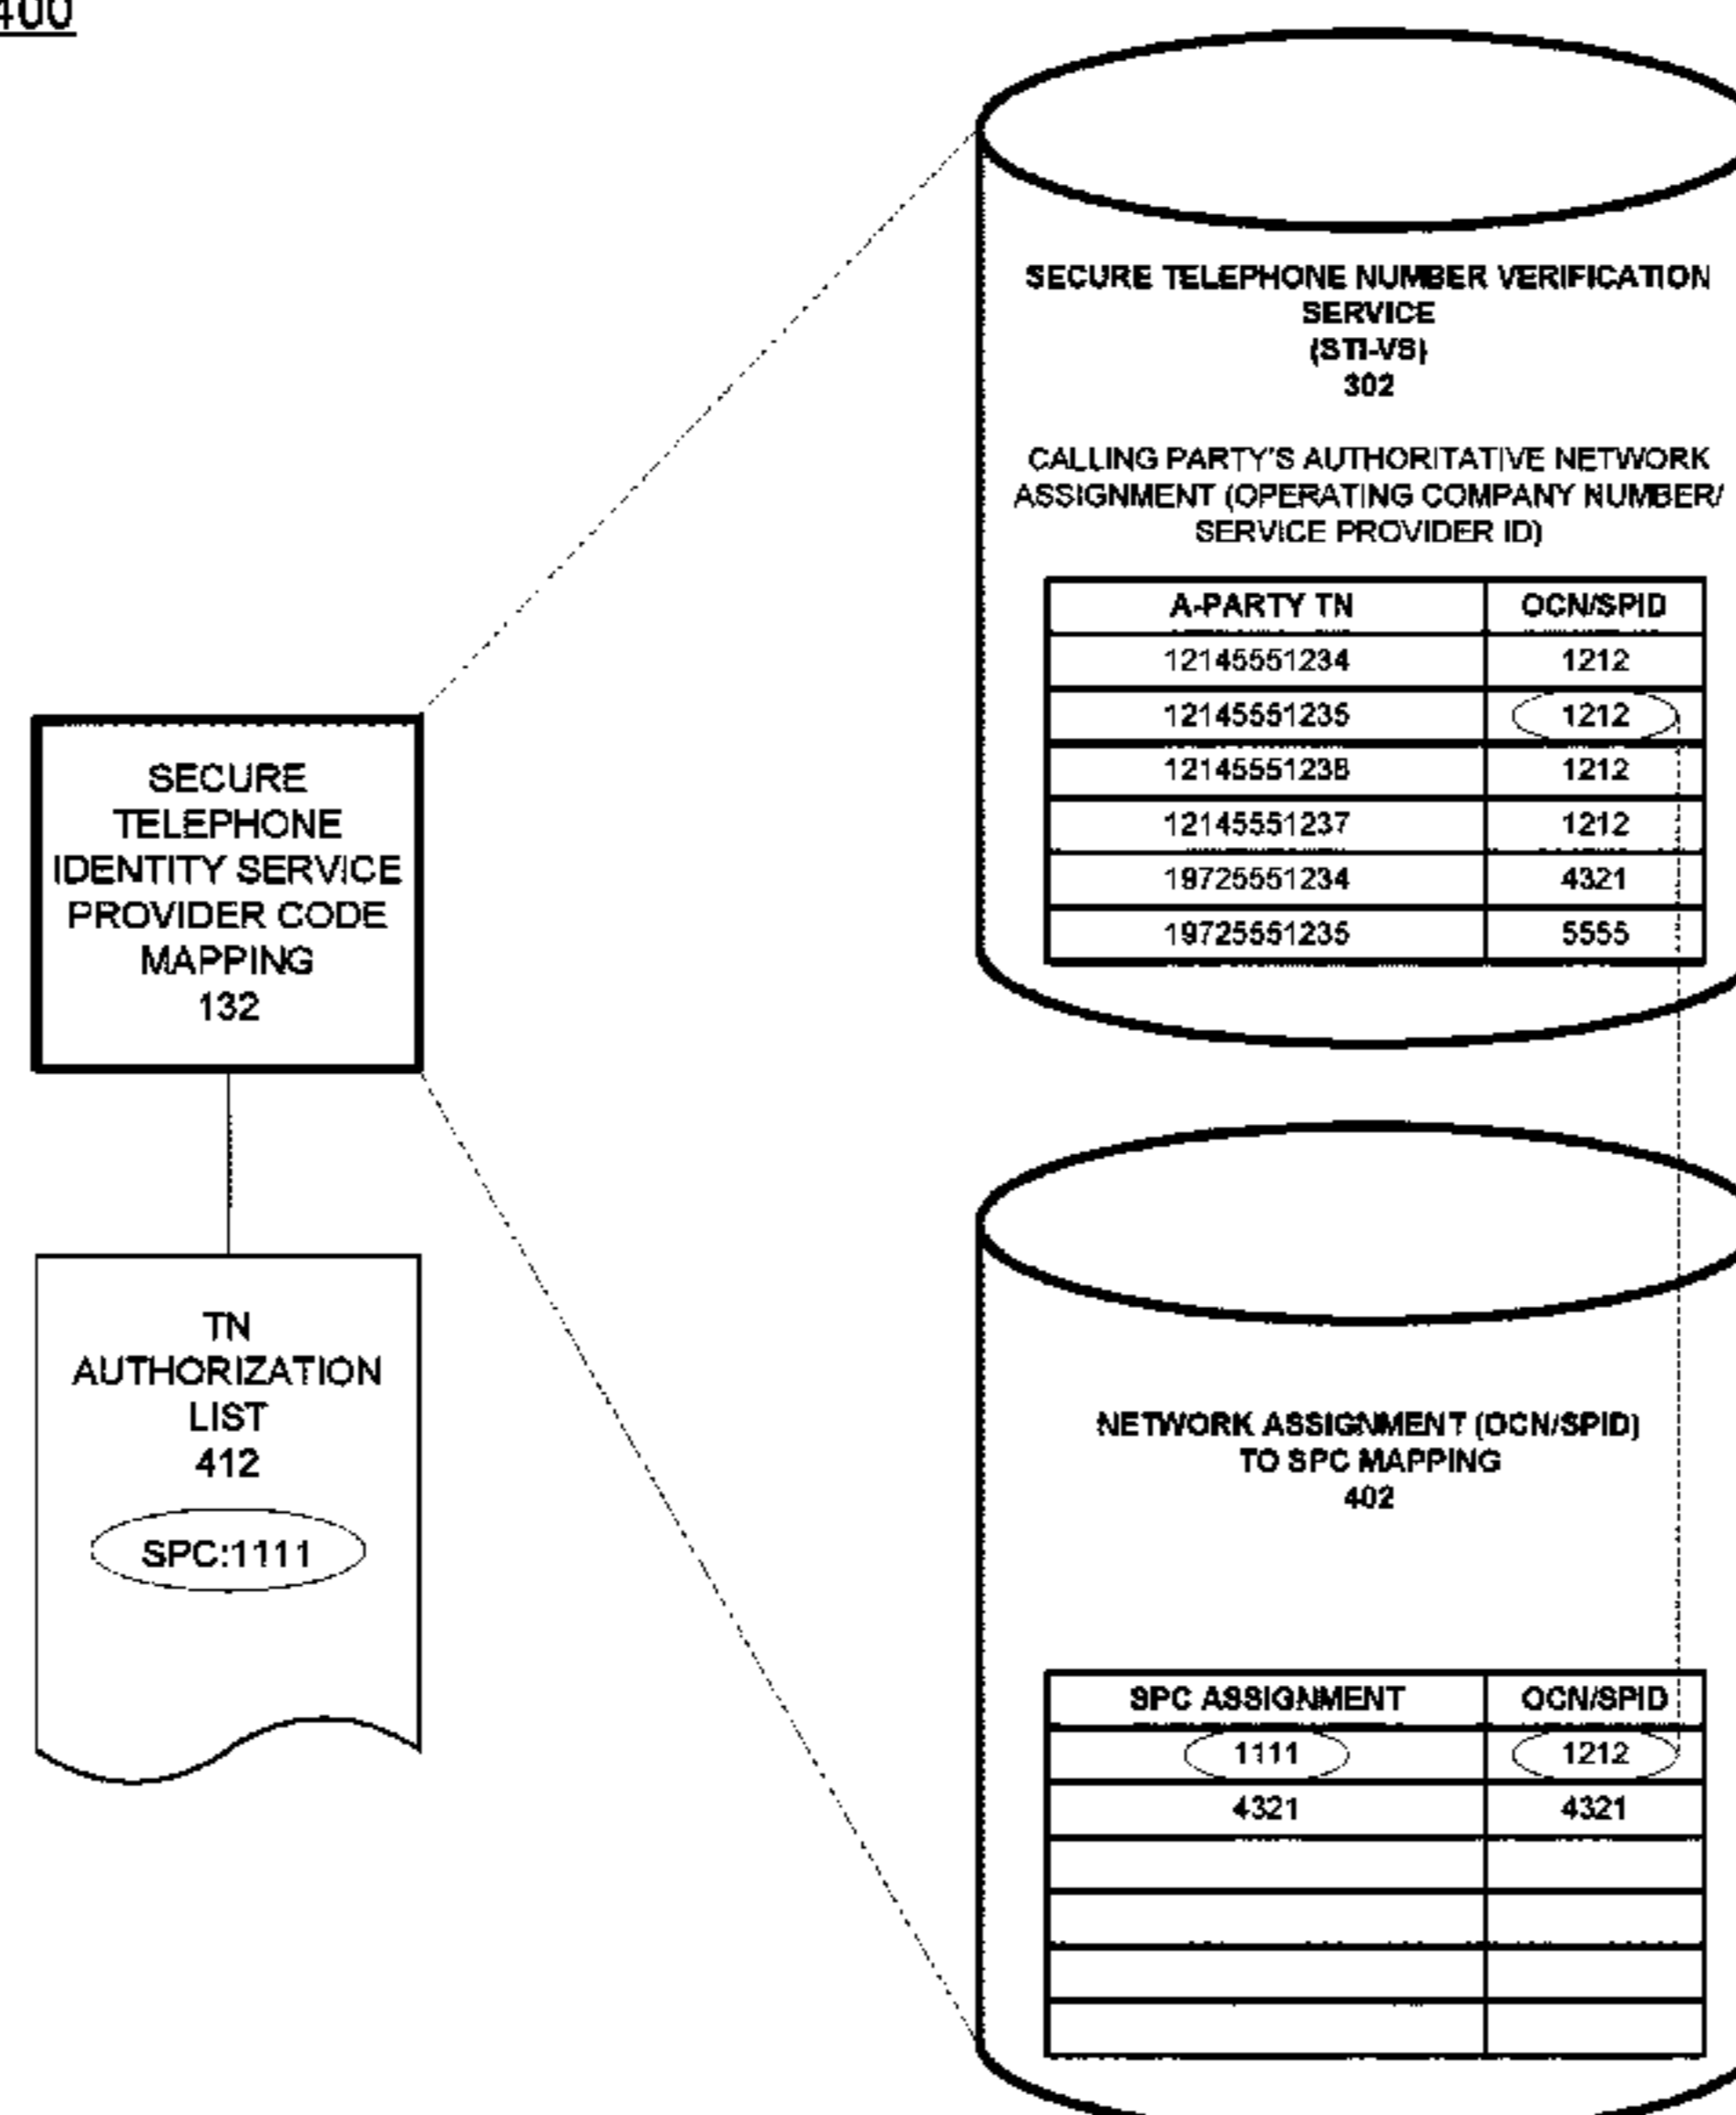 400
SECURE TELEPHONE NUMBER VERIFICATION
SERVICE
(STI-VS)
302
CALLING PARTY'S AUTHORITATIVE NETWORK
ASSIGNMENT (OPERATING COMPANY NUMBER/
SERVICE PROVIDER ID)
A-PARTY TN OCN/SPID
12145551234 1212
12145551235 1212
1212
12145551237 1212
19725551234 4321
19725551235 5555
SECURE
TELEPHONE
IDENTITY SERVICE
PROVIDER CODE
MAPPING
132
TN
AUTHORIZATION
LIST
412
SPC:1111
NETWORK ASSIGNMENT (OCN/SPID)
TO SPC MAPPING
402
SPC ASSIGNMENT OCN/SPID
1111 1212
4321 4321